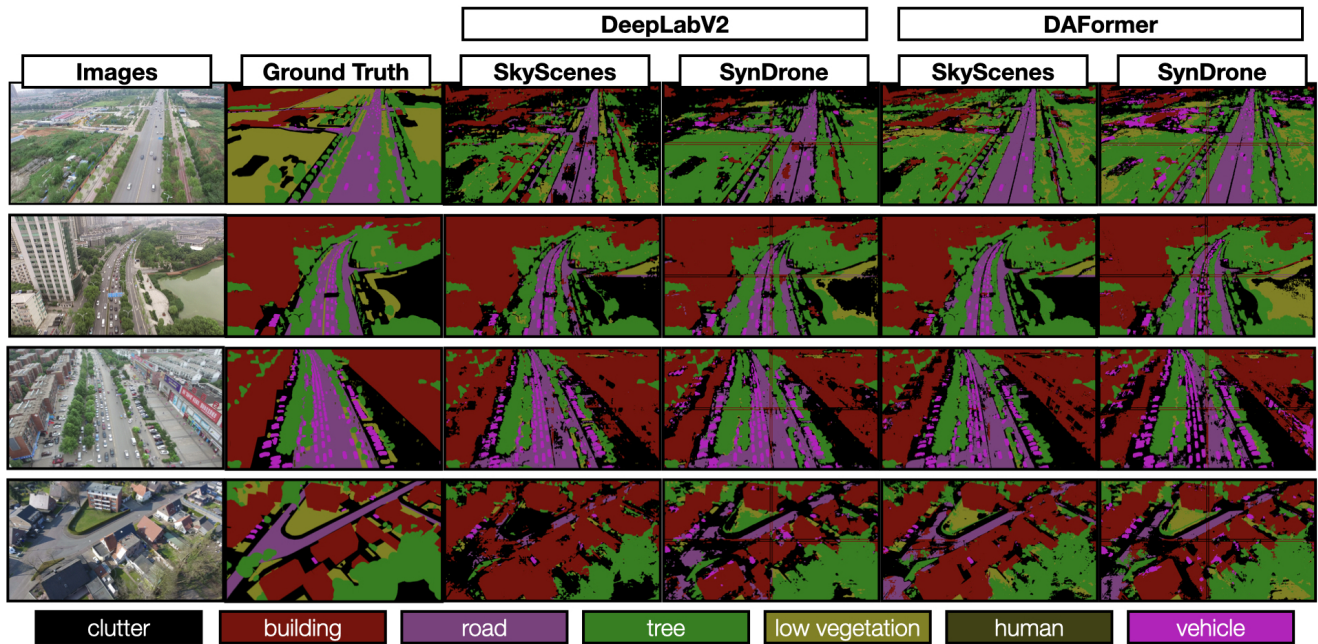 DeepLabV2 DAFormer
Images Ground Truth SkyScenes SynDrone SkyScenes SynDrone
clutter building road tree low vegetation human vehicle